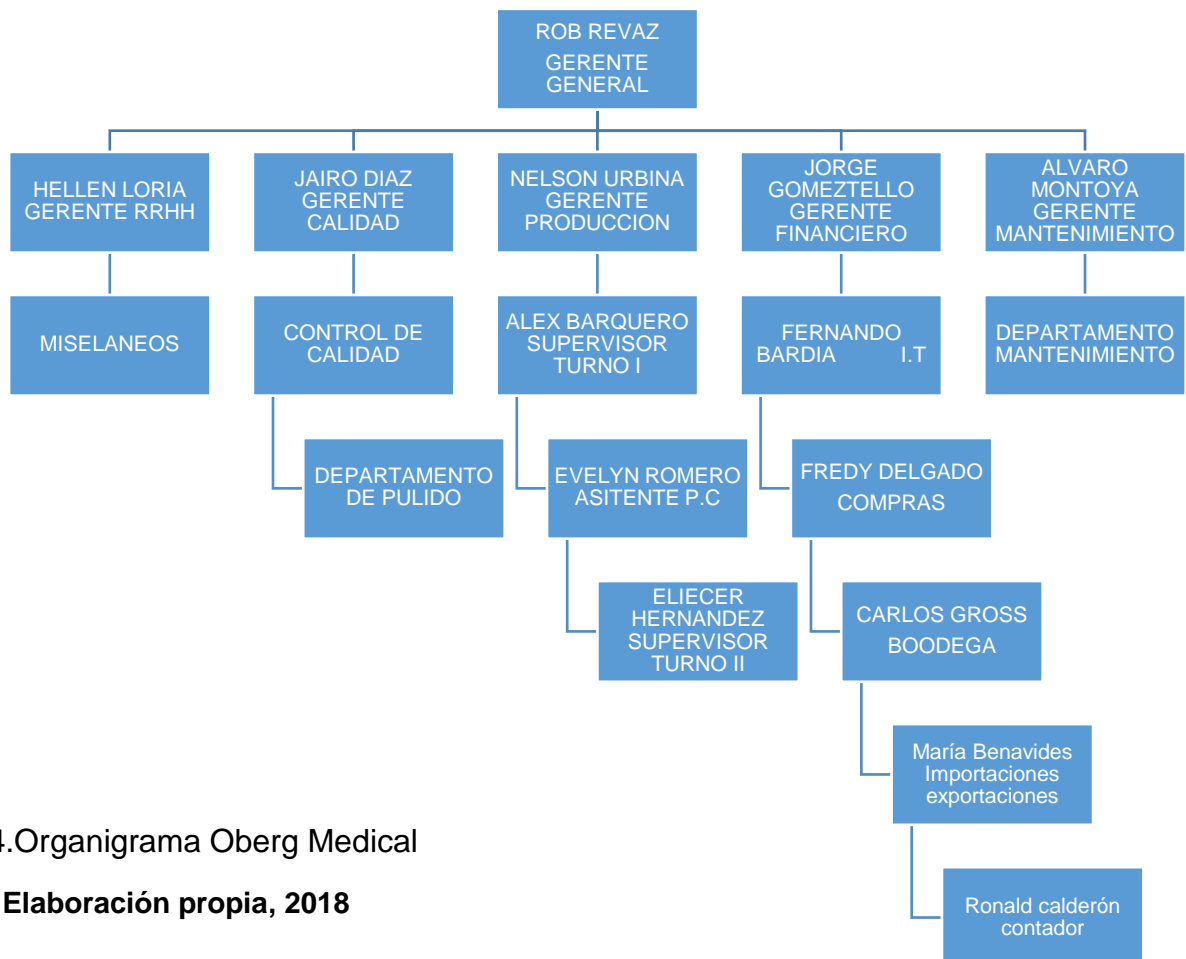 ROB REVAZ
GERENTE
GENERAL
HELLEN LORIA
GERENTE RRHH
JAIRO DIAZ
GERENTE
CALIDAD
NELSON URBINA
GERENTE
PRODUCCION
JORGE
GOMEZTELLO
GERENTE
FINANCIERO
ALVARO
MONTOYA
GERENTE
MANTENIMIENTO
MISELANEOS
CONTROL DE
CALIDAD
ALEX BARQUERO
SUPERVISOR
TURNO I
FERNANDO
BARDIA I.T
DEPARTAMENTO
MANTENIMIENTO
DEPARTAMENTO
DE PULIDO
EVELYN ROMERO
ASITENTE P.C
FREDY DELGADO
COMPRAS
ELIECER
HERNANDEZ
SUPERVISOR
TURNO II
CARLOS GROSS
BOODEGA
María Benavides
Importaciones
exportaciones
Ronald calderón
contador
4.Organigrama Oberg Medical
Elaboración propia, 2018